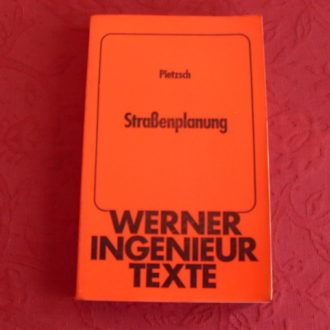 Pietzsch
Straßenplanung
WERNER
INGENIEUR
TEXTE